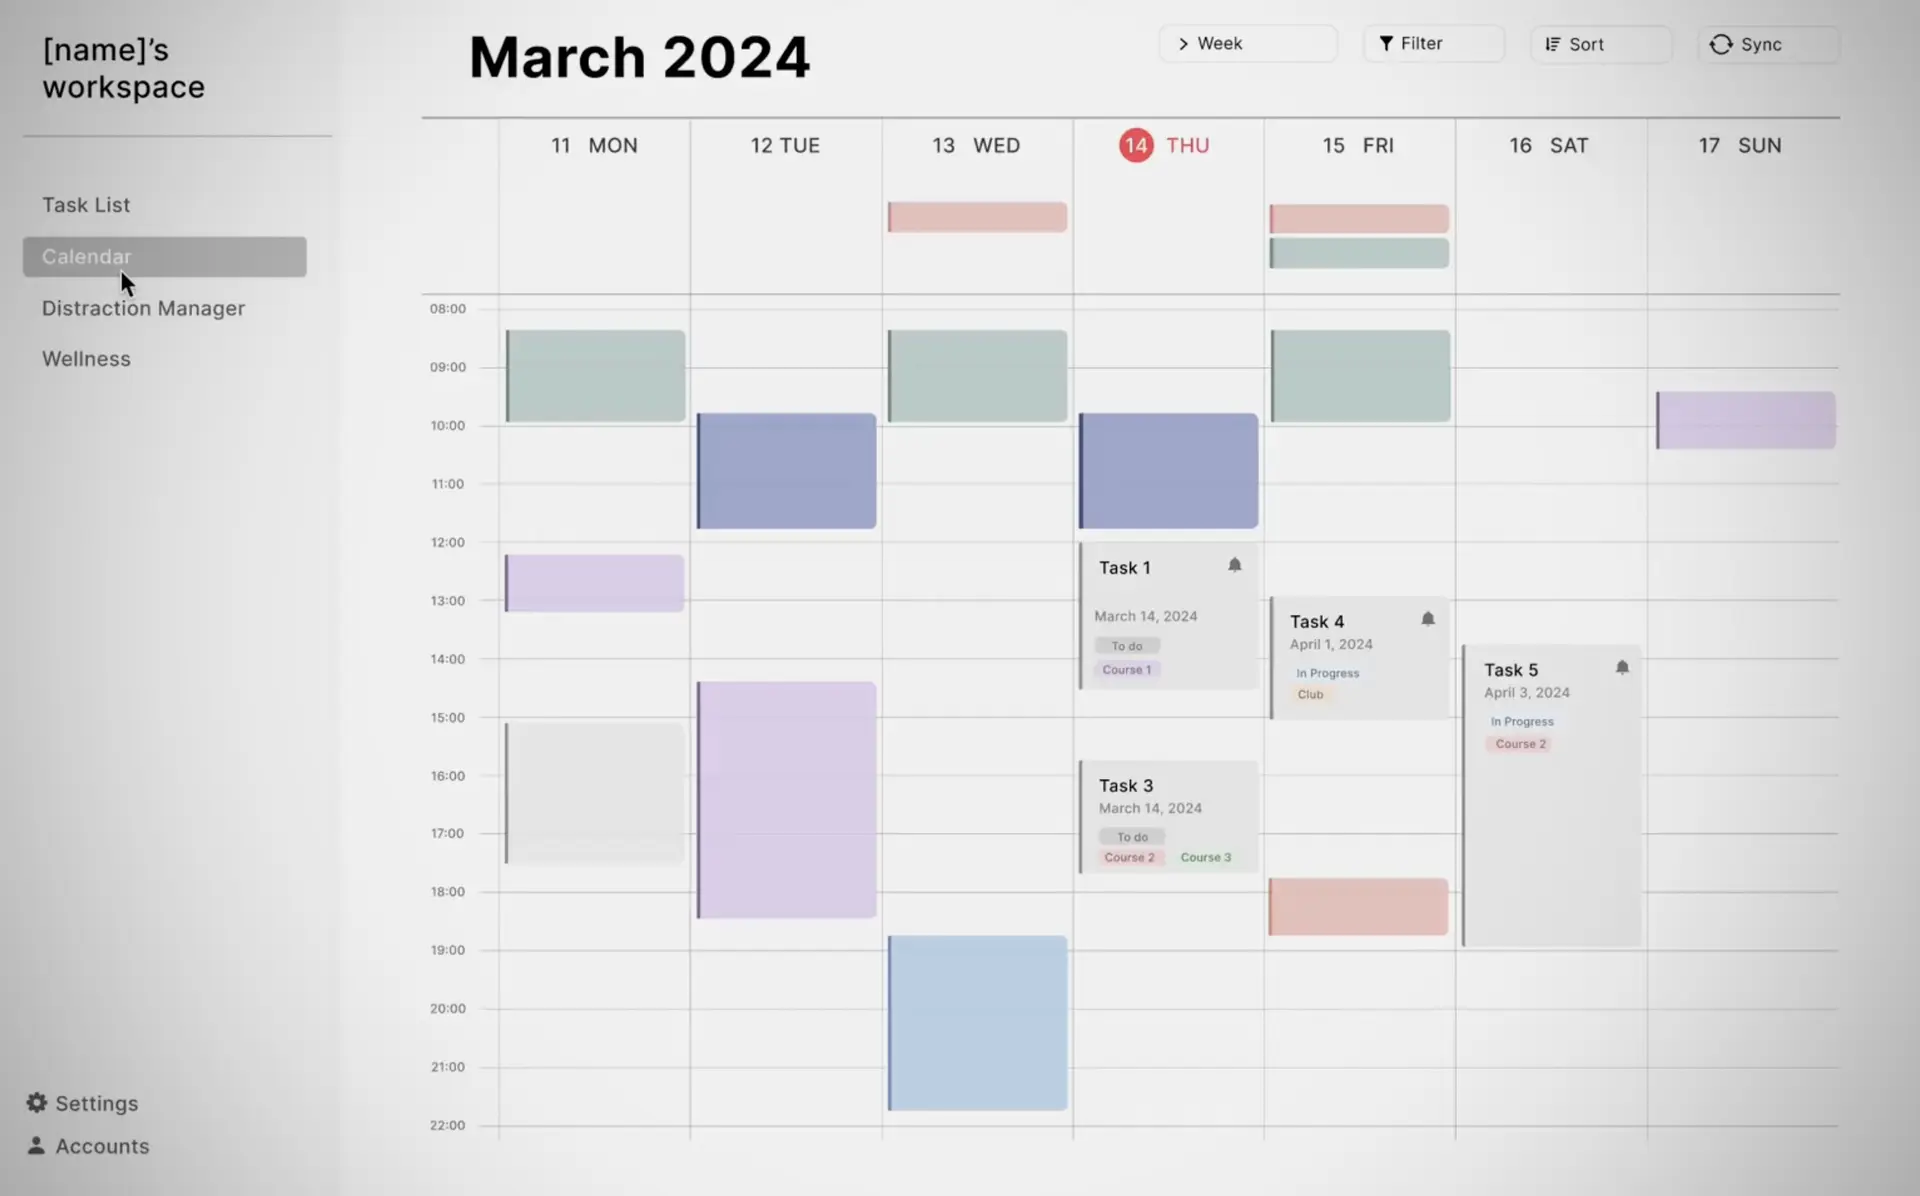 [name]’s
workspace
Task List
Calendar
Distraction Manager
Wellness
Settings
Accounts
March 2024
Week
Filter
Sort
Sync
11 MON
12 TUE
13 WED
14 THU
15 FRI
16 SAT
17 SUN
08:00
09:00
10:00
11:00
12:00
13:00
14:00
15:00
16:00
17:00
18:00
19:00
20:00
21:00
22:00
Task 1
March 14, 2024
To do
Course 1
Task 3
March 14, 2024
To do
Course 2 Course 3
Task 4
April 1, 2024
In Progress
Club
Task 5
April 3, 2024
In Progress
Course 2